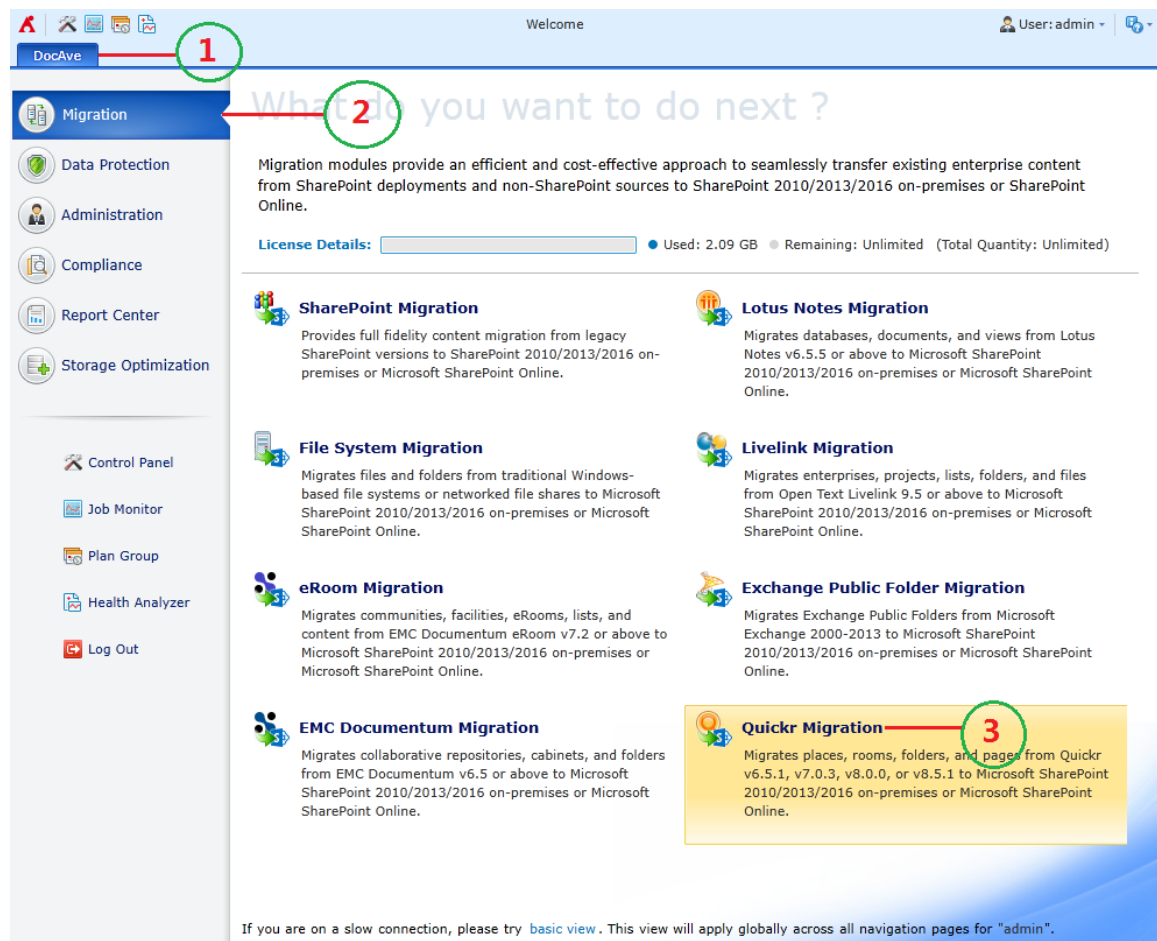 Welcome
User: admin
DocAve
1
Migration
Data Protection
Administration
Compliance
Report Center
Storage Optimization
Control Panel
Job Monitor
Plan Group
Health Analyzer
Log Out
What do you want to do next ?
2
Migration modules provide an efficient and cost-effective approach to seamlessly transfer existing enterprise content
from SharePoint deployments and non-SharePoint sources to SharePoint 2010/2013/2016 on-premises or SharePoint
Online.
License Details: Used: 2.09 GB Remaining: Unlimited (Total Quantity: Unlimited)
SharePoint Migration
Provides full fidelity content migration from legacy
SharePoint versions to SharePoint 2010/2013/2016 on-
premises or Microsoft SharePoint Online.
Lotus Notes Migration
Migrates databases, documents, and views from Lotus
Notes v6.5.5 or above to Microsoft SharePoint
2010/2013/2016 on-premises or Microsoft SharePoint
Online.
File System Migration
Migrates files and folders from traditional Windows-
based file systems or networked file shares to Microsoft
SharePoint 2010/2013/2016 on-premises or Microsoft
SharePoint Online.
Livelink Migration
Migrates enterprises, projects, lists, folders, and files
from Open Text Livelink 9.5 or above to Microsoft
SharePoint 2010/2013/2016 on-premises or Microsoft
SharePoint Online.
eRoom Migration
Migrates communities, facilities, eRooms, lists, and
content from EMC Documentum eRoom v7.2 or above to
Microsoft SharePoint 2010/2013/2016 on-premises or
Microsoft SharePoint Online.
Exchange Public Folder Migration
Migrates Exchange Public Folders from Microsoft
Exchange 2000-2013 to Microsoft SharePoint
2010/2013/2016 on-premises or Microsoft SharePoint
Online.
EMC Documentum Migration
Migrates collaborative repositories, cabinets, and folders
from EMC Documentum v6.5 or above to Microsoft
SharePoint 2010/2013/2016 on-premises or Microsoft
SharePoint Online.
Quickr Migration
3
Migrates places, rooms, folders, and pages from Quickr
v6.5.1, v7.0.3, v8.0.0, or v8.5.1 to Microsoft SharePoint
2010/2013/2016 on-premises or Microsoft SharePoint
Online.
If you are on a slow connection, please try basic view. This view will apply globally across all navigation pages for "admin".